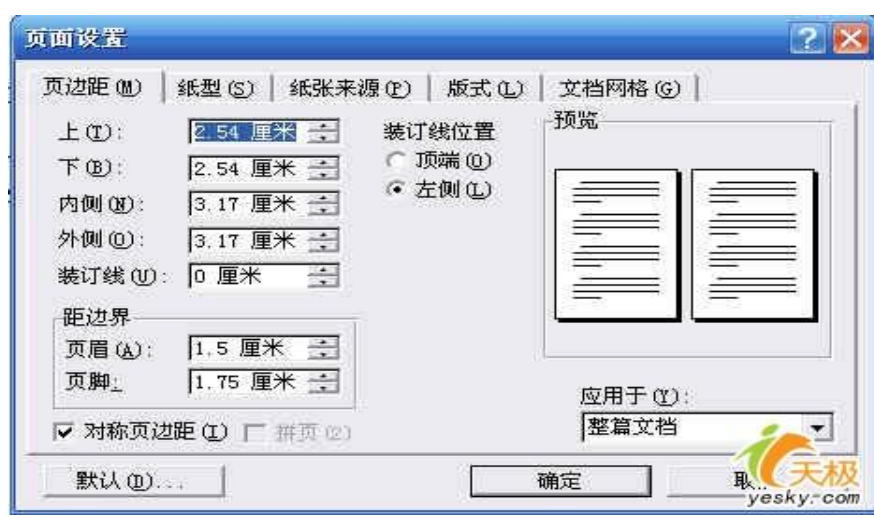 页面设置
页边距(M) 纸型(S) 纸张来源(P) 版式(L) 文档网格(G)
上(T): 2.54 厘米
下(B): 2.54 厘米
内侧(N): 3.17 厘米
外侧(O): 3.17 厘米
装订线(U): 0 厘米
装订线位置
顶端(O)
左侧(L)
预览
距边界
页眉(A): 1.5 厘米
页脚: 1.75 厘米
对称页边距(I) 拼页(2)
应用于(Y):
整篇文档
默认(D)... 确定
天极
yesky.com